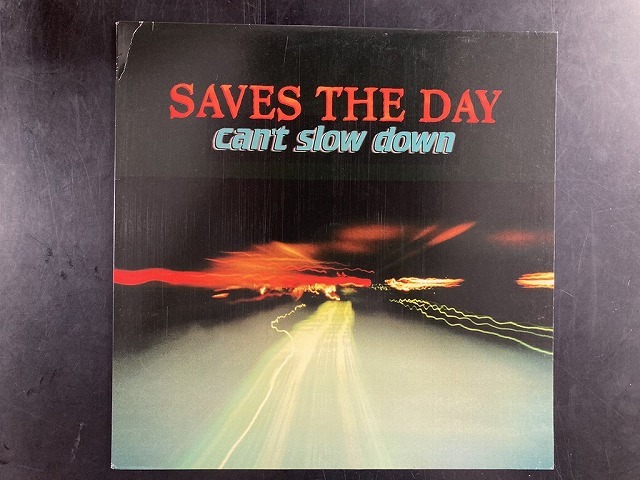 SAVES THE DAY
can't slow down